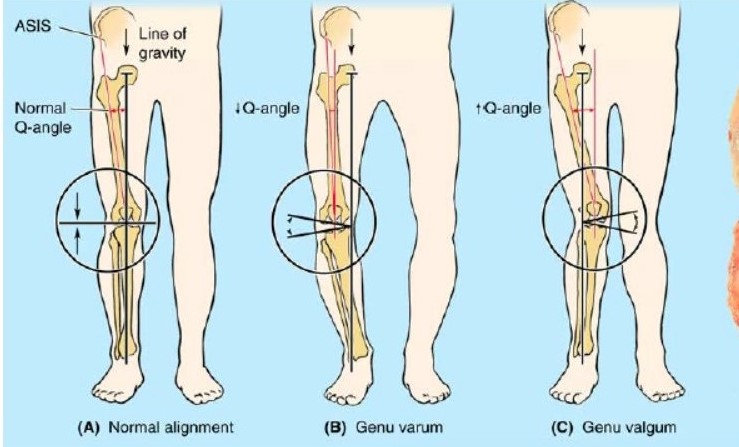 ASIS
Line of
gravity
Normal
Q-angle
↓Q-angle
↑Q-angle
(A) Normal alignment
(B) Genu varum
(C) Genu valgum